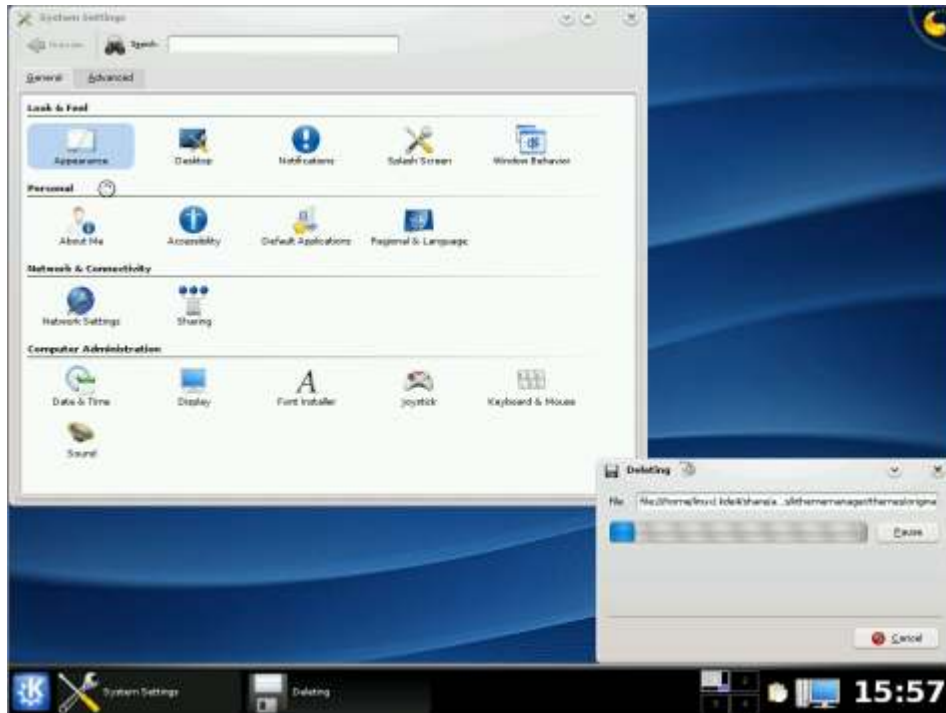 System Settings
Overview Search:
General Advanced
Look & Feel
Appearance Desktop Notifications Splash Screen Window Behavior
Personal
About Me Accessibility Default Applications Regional & Language
Network & Connectivity
Network Settings Sharing
Computer Administration
Date & Time Display Font Installer Joystick Keyboard & Mouse
Sound
Deleting
File
Pause
Cancel
System Settings Deleting 15:57